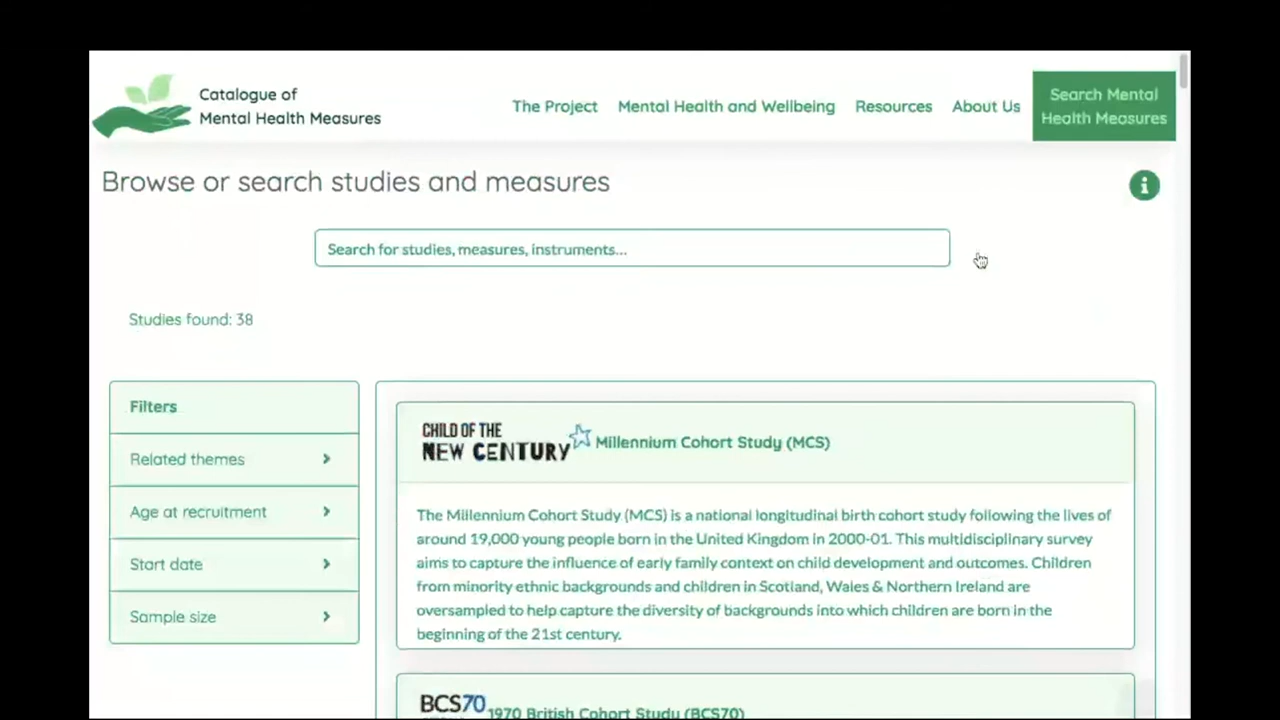 Catalogue of
Mental Health Measures
The Project
Mental Health and Wellbeing
Resources
About Us
Search Mental
Health Measures
Browse or search studies and measures
Search for studies, measures, instruments...
Studies found: 38
Filters
Related themes
Age at recruitment
Start date
Sample size
CHILD OF THE
NEW CENTURY
Millennium Cohort Study (MCS)
The Millennium Cohort Study (MCS) is a national longitudinal birth cohort study following the lives of
around 19,000 young people born in the United Kingdom in 2000-01. This multidisciplinary survey
aims to capture the influence of early family context on child development and outcomes. Children
from minority ethnic backgrounds and children in Scotland, Wales & Northern Ireland are
oversampled to help capture the diversity of backgrounds into which children are born in the
beginning of the 21st century.
BCS70
1970 British Cohort Study (BCS70)